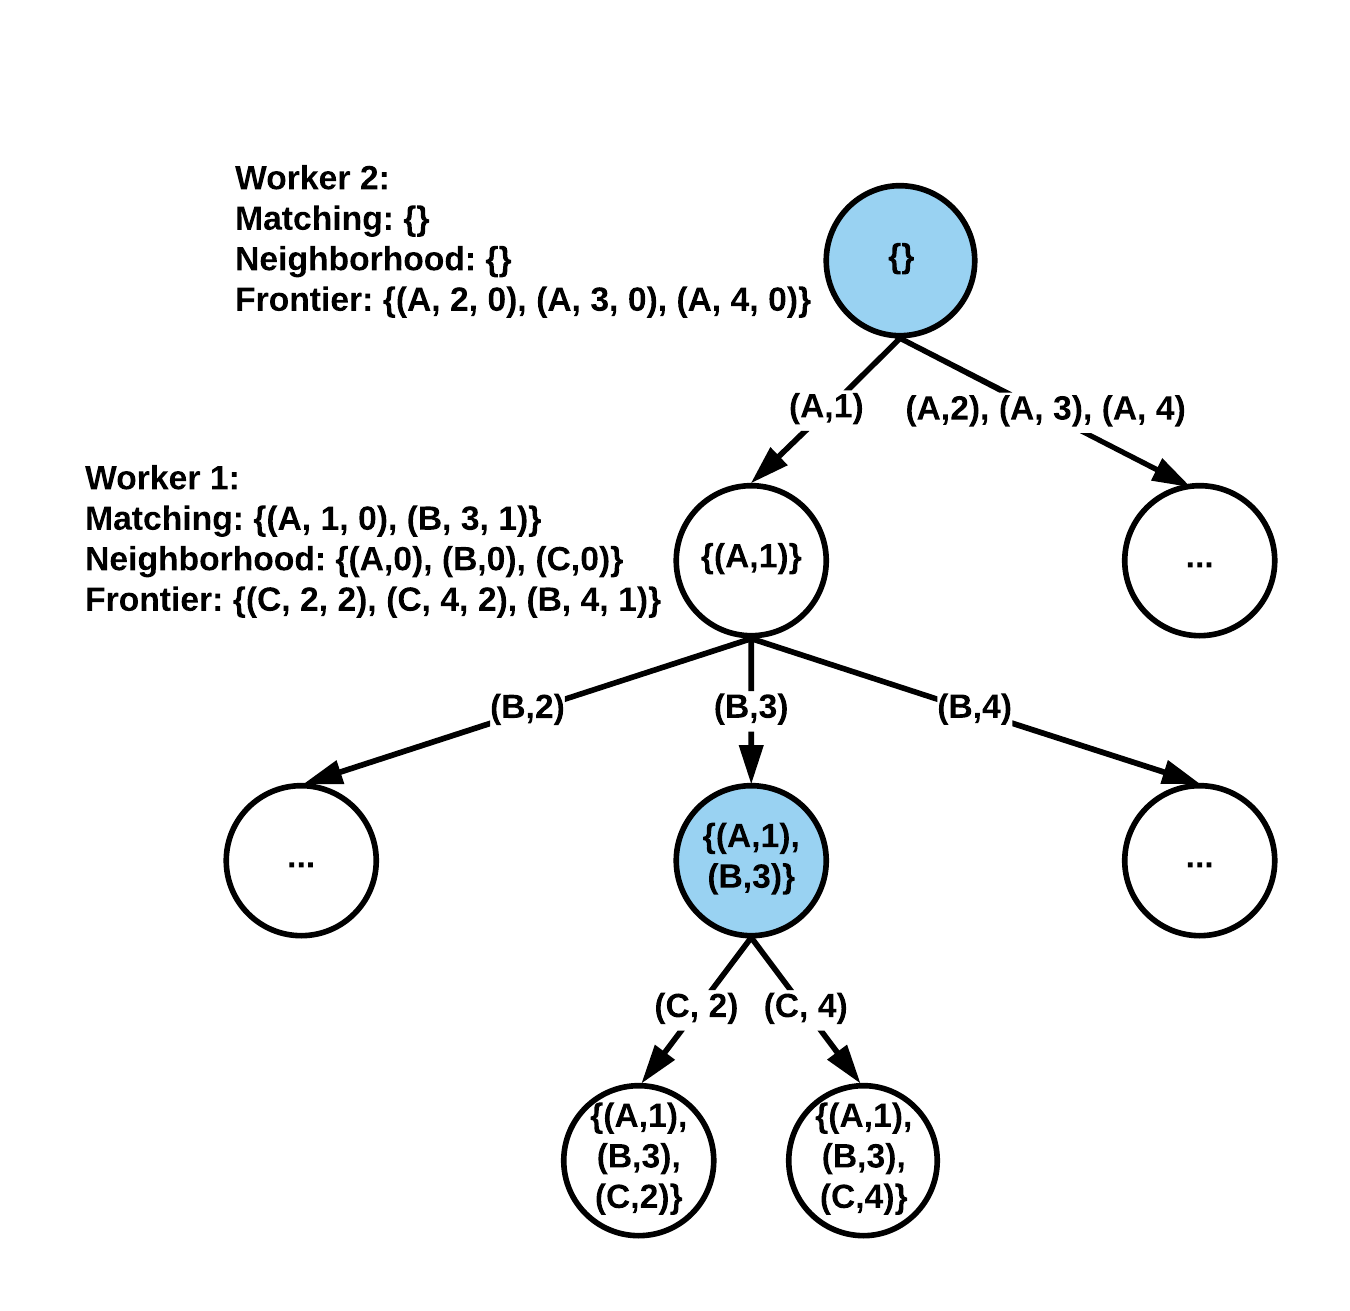 Worker 2:
Matching: {}
Neighborhood: {}
Frontier: {(A, 2, 0), (A, 3, 0), (A, 4, 0)}
{}
(A,1)
(A,2), (A, 3), (A, 4)
Worker 1:
Matching: {(A, 1, 0), (B, 3, 1)}
Neighborhood: {(A,0), (B,0), (C,0)}
Frontier: {(C, 2, 2), (C, 4, 2), (B, 4, 1)}
{(A,1)}
...
(B,2)
(B,3)
(B,4)
...
{(A,1),
(B,3)}
...
(C, 2)
(C, 4)
{(A,1),
(B,3),
(C,2)}
{(A,1),
(B,3),
(C,4)}